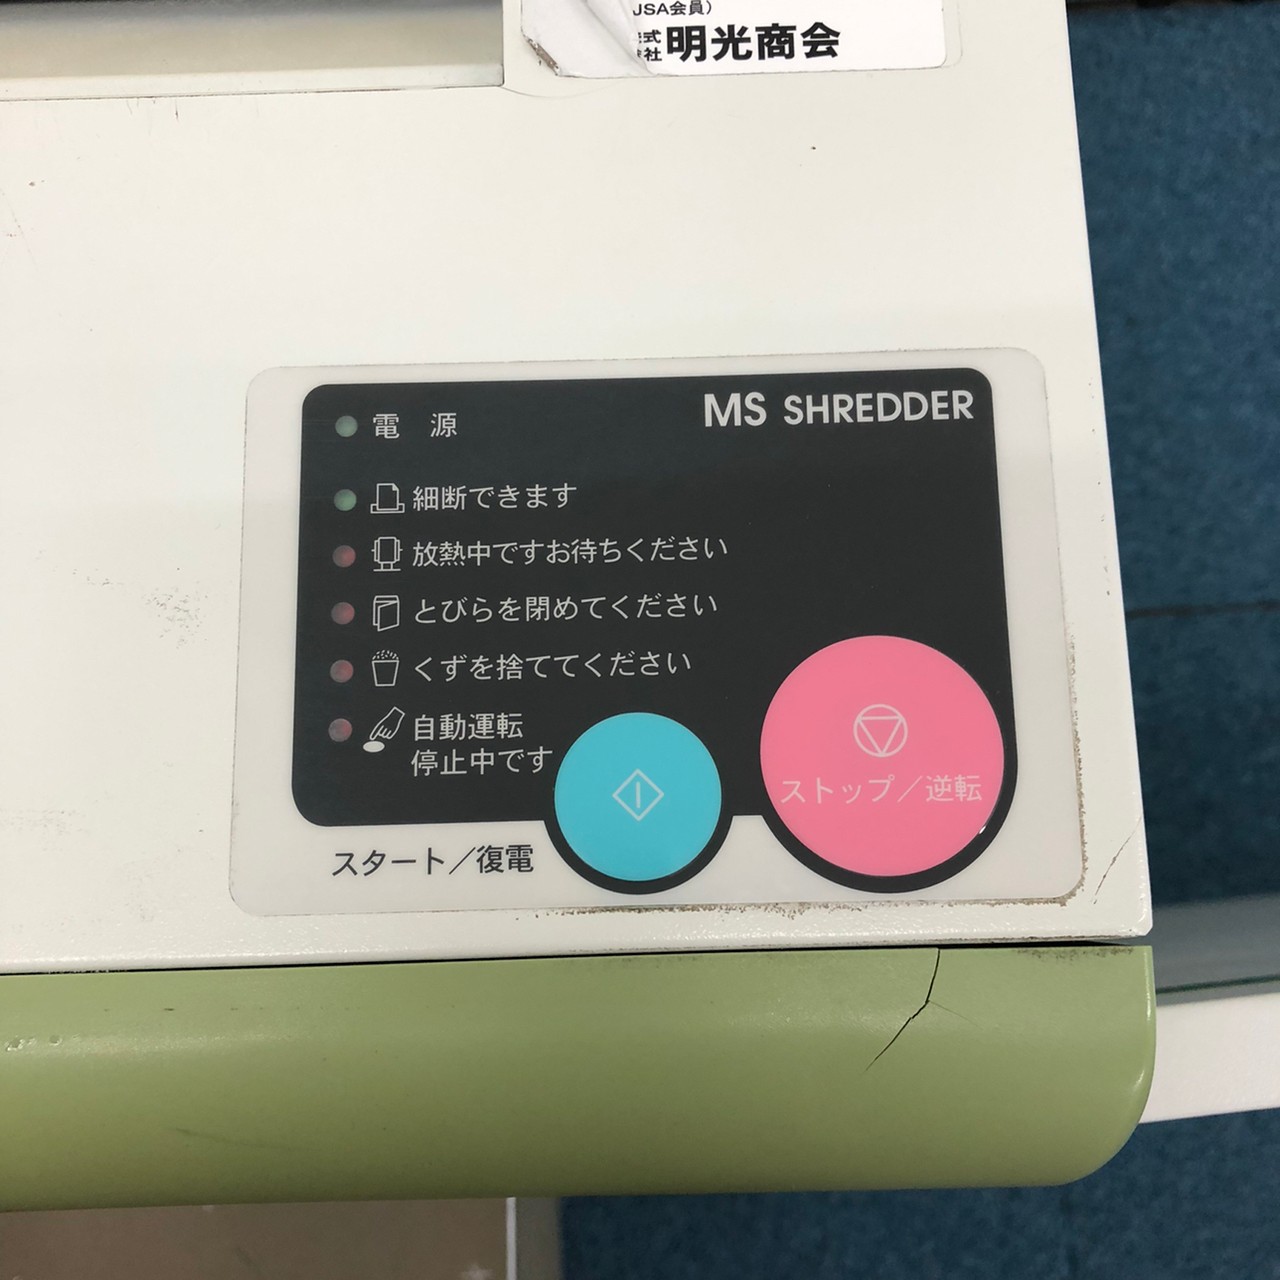 JSA会員）
明光商会
MS SHREDDER
電 源
細断できます
放熱中ですお待ちください
とびらを閉めてください
くずを捨ててください
自動運転
停止中です
ストップ／逆転
スタート／復電